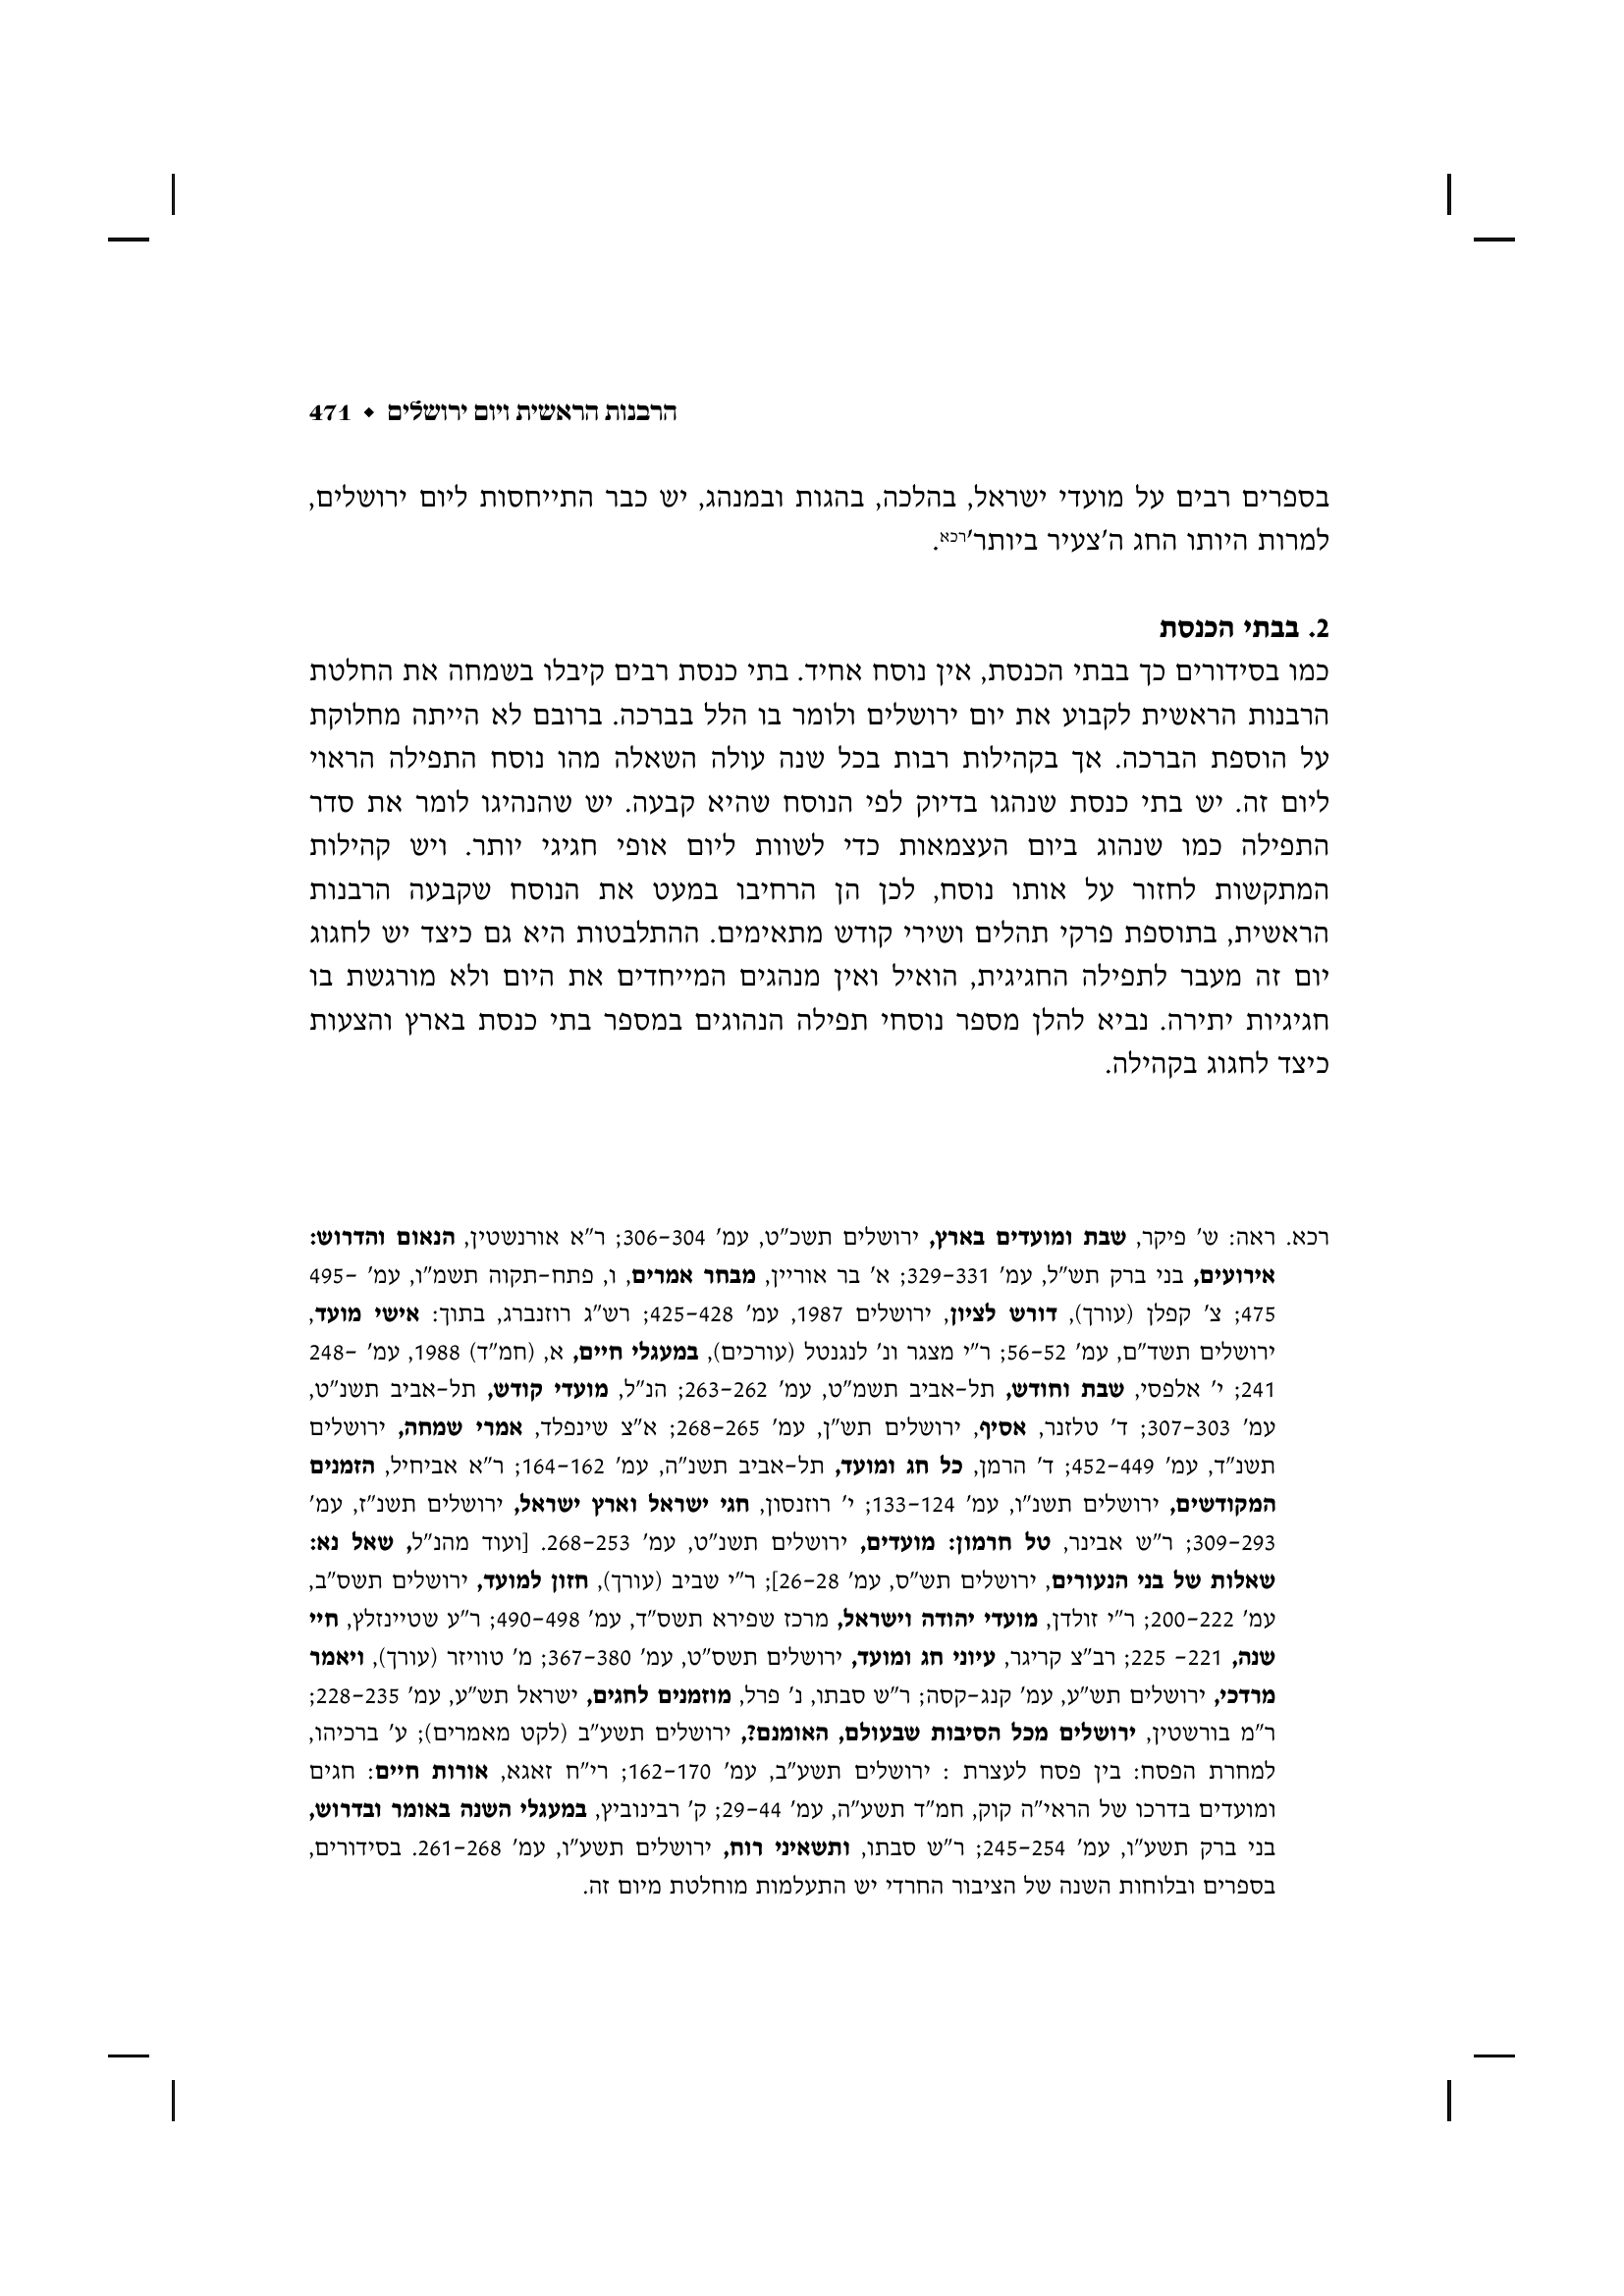 הרבנות הראשית ויום ירושלים ◆ 471
בספרים רבים על מועדי ישראל, בהלכה, בהגות ובמנהג, יש כבר התייחסות ליום ירושלים,
למרות היותו החג ה'צעיר ביותר'רכא.
2. בבתי הכנסת
כמו בסידורים כך בבתי הכנסת, אין נוסח אחיד. בתי כנסת רבים קיבלו בשמחה את החלטת
הרבנות הראשית לקבוע את יום ירושלים ולומר בו הלל בברכה. ברובם לא הייתה מחלוקת
על הוספת הברכה. אך בקהילות רבות בכל שנה עולה השאלה מהו נוסח התפילה הראוי
ליום זה. יש בתי כנסת שנהגו בדיוק לפי הנוסח שהיא קבעה. יש שהנהיגו לומר את סדר
התפילה כמו שנהוג ביום העצמאות כדי לשוות ליום אופי חגיגי יותר. ויש קהילות
המתקשות לחזור על אותו נוסח, לכן הן הרחיבו במעט את הנוסח שקבעה הרבנות
הראשית, בתוספת פרקי תהלים ושירי קודש מתאימים. ההתלבטות היא גם כיצד יש לחגוג
יום זה מעבר לתפילה החגיגית, הואיל ואין מנהגים המייחדים את היום ולא מורגשת בו
חגיגיות יתירה. נביא להלן מספר נוסחי תפילה הנהוגים במספר בתי כנסת בארץ והצעות
כיצד לחגוג בקהילה.
רכא. ראה: ש' פיקר, שבת ומועדים בארץ, ירושלים תשכ"ט, עמ' 304-306; ר"א אורנשטין, הנאום והדרוש:
אירועים, בני ברק תש"ל, עמ' 331-329; א' בר אוריין, מבחר אמרים, ו, פתח-תקוה תשמ"ו, עמ' 495-
475; צ' קפלן (עורך), דורש לציון, ירושלים 1987, עמ' 428-425; רש"ג רוזנברג, בתוך: אישי מועד,
ירושלים תשד"ם, עמ' 52-56; ר"י מצגר ונ' לנגנטל (עורכים), במעגלי חיים, א, (חמ"ד) 1988, עמ' 248-
241; י' אלפסי, שבת וחודש, תל-אביב תשמ"ט, עמ' 262-263; הנ"ל, מועדי קודש, תל-אביב תשנ"ט,
עמ' 303-307; ד' טלזנר, אסיף, ירושלים תש"ן, עמ' 265-268; א"צ שינפלד, אמרי שמחה, ירושלים
תשנ"ד, עמ' 449-452; ד' הרמן, כל חג ומועד, תל-אביב תשנ"ה, עמ' 162-164; ר"א אביחיל, הזמנים
המקודשים, ירושלים תשנ"ו, עמ' 124-133; י' רוזנסון, חגי ישראל וארץ ישראל, ירושלים תשנ"ז, עמ'
293-309; ר"ש אבינר, טל חרמון: מועדים, ירושלים תשנ"ט, עמ' 253-268. [ועוד מהנ"ל, שאל נא:
שאלות של בני הנעורים, ירושלים תש"ס, עמ' 28-26]; ר"י שביב (עורך), חזון למועד, ירושלים תשס"ב,
עמ' 222-200; ר"י זולדן, מועדי יהודה וישראל, מרכז שפירא תשס"ד, עמ' 498-490; ר"ע שטיינזלץ, חיי
שנה, 221- 225; רב"צ קריגר, עיוני חג ומועד, ירושלים תשס"ט, עמ' 380-367; מ' טוויזר (עורך), ויאמר
מרדכי, ירושלים תש"ע, עמ' קנג-קסה; ר"ש סבתו, נ' פרל, מוזמנים לחגים, ישראל תש"ע, עמ' 235-228;
ר"מ בורשטין, ירושלים מכל הסיבות שבעולם, האומנם?, ירושלים תשע"ב (לקט מאמרים); ע' ברכיהו,
למחרת הפסח: בין פסח לעצרת : ירושלים תשע"ב, עמ' 170-162; רי"ח זאגא, אורות חיים: חגים
ומועדים בדרכו של הראי"ה קוק, חמ"ד תשע"ה, עמ' 44-29; ק' רבינוביץ, במעגלי השנה באומר ובדרוש,
בני ברק תשע"ו, עמ' 254-245; ר"ש סבתו, ותשאיני רוח, ירושלים תשע"ו, עמ' 268-261. בסידורים,
בספרים ובלוחות השנה של הציבור החרדי יש התעלמות מוחלטת מיום זה.